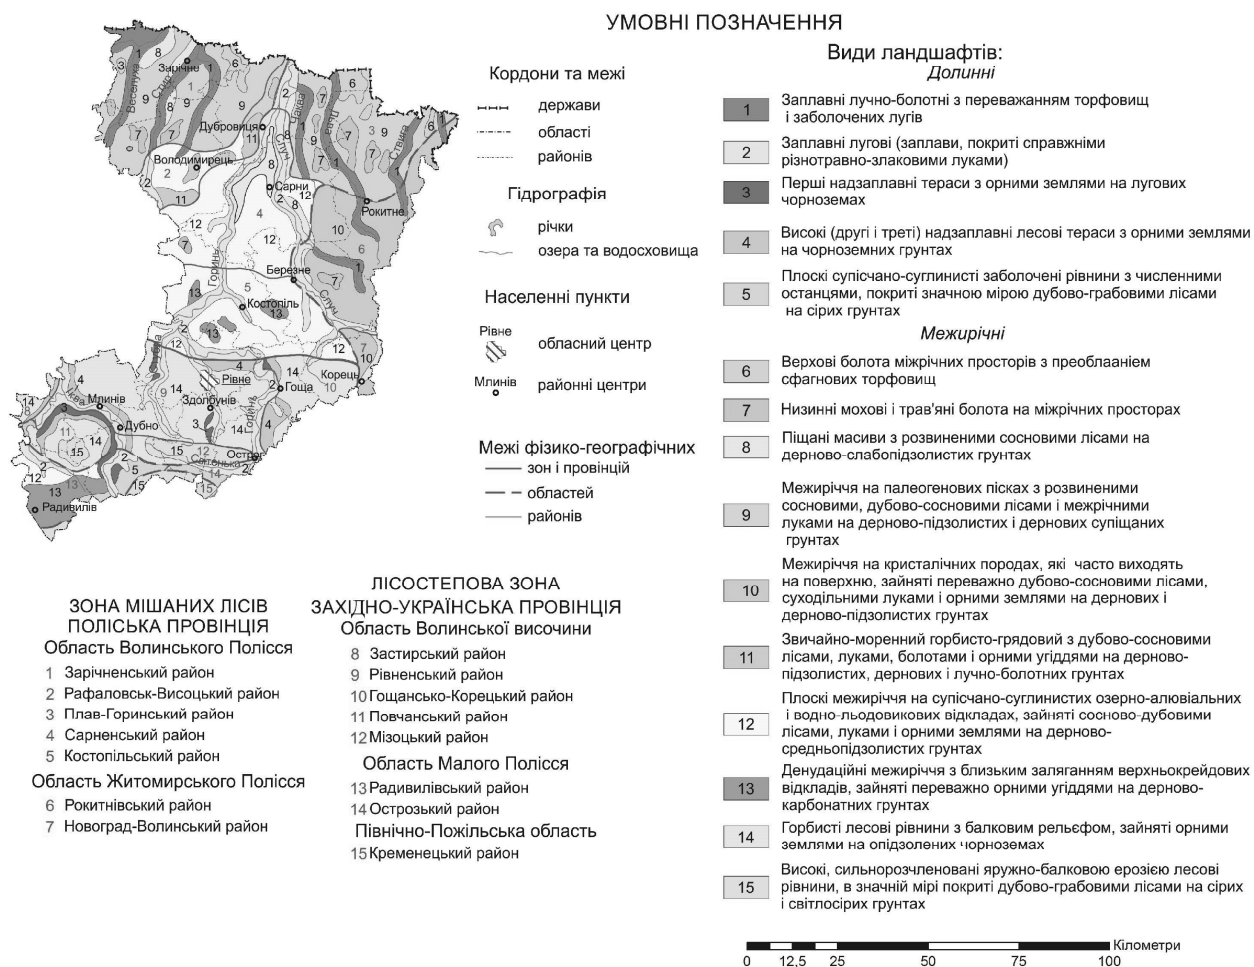 УМОВНІ ПОЗНАЧЕННЯ
Кордони та межі
держави
області
районів
Гідрографія
річки
озера та водосховища
Населенні пункти
Рівне
обласний центр
Млинів
районні центри
Межі фізико-географічних
зон і провінцій
областей
районів
Види ландшафтів:
Долинні
1 Заплавні лучно-болотні з переважанням торфовищ
і заболочених лугів
2 Заплавні лугові (заплави, покриті справжніми
різнотравно-злаковими луками)
3 Перші надзаплавні тераси з орними землями на лугових
чорноземах
4 Високі (другі і треті) надзаплавні лесові тераси з орними землями
на чорноземних грунтах
5 Плоскі супісчано-суглинисті заболочені рівнини з численними
останцями, покриті значною мірою дубово-грабовими лісами
на сірих грунтах
Межирічні
6 Верхові болота міжрічних просторів з преоблаанієм
сфагнових торфовищ
7 Низинні мохові і трав'яні болота на міжрічних просторах
8 Піщані масиви з розвиненими сосновими лісами на
дерново-слабопідзолистих грунтах
9 Межиріччя на палеогенових пісках з розвиненими
сосновими, дубово-сосновими лісами і межрічними
луками на дерново-підзолистих і дернових супіщаних
грунтах
10 Межиріччя на кристалічних породах, які часто виходять
на поверхню, зайняті переважно дубово-сосновими лісами,
суходільними луками і орними землями на дернових і
дерново-підзолистих грунтах
11 Звичайно-моренний горбисто-грядовий з дубово-сосновими
лісами, луками, болотами і орними угіддями на дерново-
підзолистих, дернових і лучно-болотних грунтах
12 Плоскі межиріччя на супісчано-суглинистих озерно-алювіальних
і водно-льодовикових відкладах, зайняті сосново-дубовими
лісами, луками і орними землями на дерново-
средньопідзолистих грунтах
13 Денудаційні межиріччя з близьким заляганням верхньокрейдових
відкладів, зайняті переважно орними угіддями на дерново-
карбонатних грунтах
14 Горбисті лесові рівнини з балковим рельєфом, зайняті орними
землями на опідзолених чорноземах
15 Високі, сильнорозчленовані яружно-балковою ерозією лесові
рівнини, в значній мірі покриті дубово-грабовими лісами на сірих
і світлосірих грунтах
Зарічне
Веселуха
Стир
Дубровиця
Чаква
Льва
Ствига
Случ
Володимирець
Сарни
Рокитне
Горинь
Березне
Костопіль
Случ
Корець
Рівне
Гоща
Млинів
Іква
Здолбунів
Горинь
Дубно
Острог
Радивилів
ЗОНА МІШАНИХ ЛІСІВ
ПОЛІСЬКА ПРОВІНЦІЯ
Область Волинського Полісся
1 Зарічненський район
2 Рафаловськ-Висоцький район
3 Плав-Горинський район
4 Сарненський район
5 Костопільський район
Область Житомирського Полісся
6 Рокитнівський район
7 Новоград-Волинський район
ЛІСОСТЕПОВА ЗОНА
ЗАХІДНО-УКРАЇНСЬКА ПРОВІНЦІЯ
Область Волинської височини
8 Застирський район
9 Рівненський район
10 Гощансько-Корецький район
11 Повчанський район
12 Мізоцький район
Область Малого Полісся
13 Радивилівський район
14 Острозький район
Північно-Пожільська область
15 Кременецький район
Кілометри
0 12,5 25 50 75 100